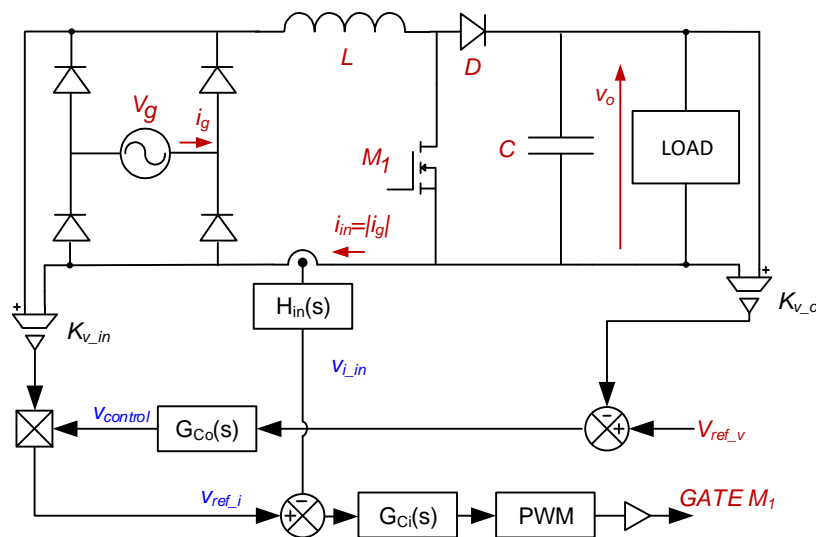 L
D
Vg
ig
vo
M1
C
LOAD
iin=|ig|
+
+
Kv_in
Hin(s)
Kv_o
vi_in
vcontrol
GCo(s)
-
+
Vref_v
vref_i
-
+
GCi(s)
PWM
GATE M1